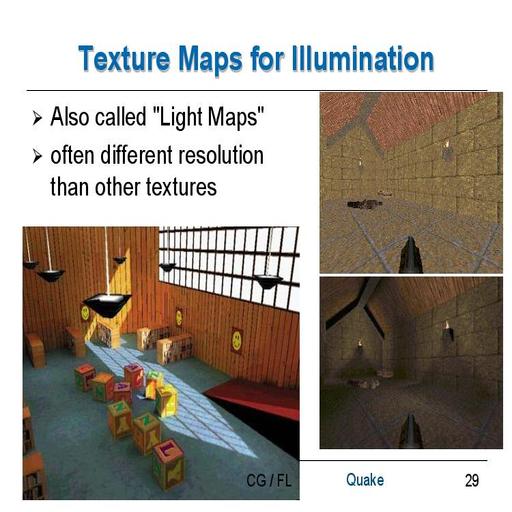 Texture Maps for Illumination
➢ Also called "Light Maps"
➢ often different resolution
than other textures
CG / FL
Quake
29